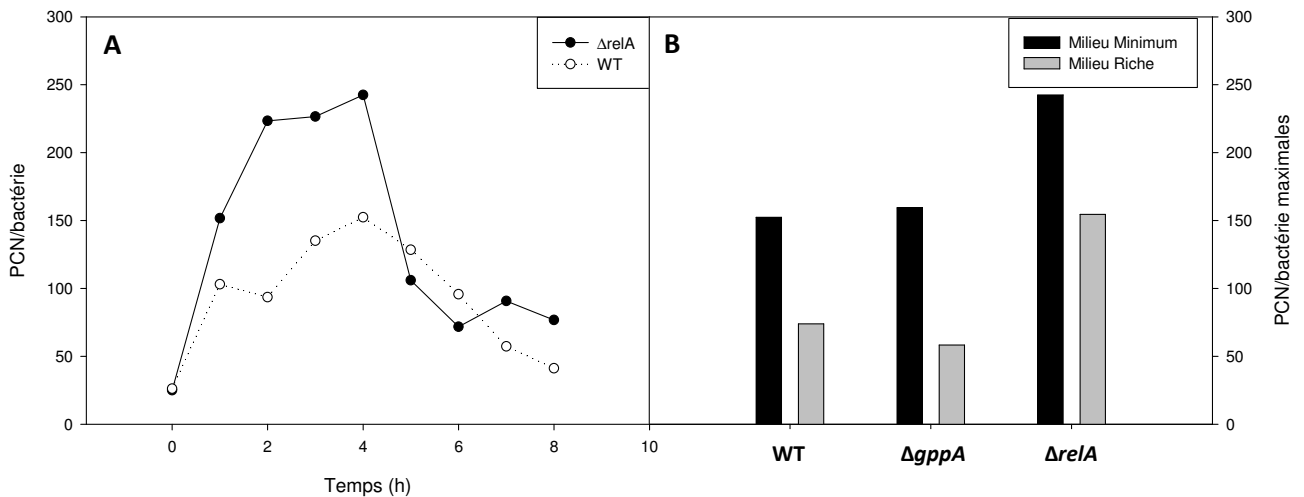 A
ΔrelA
WT
300
250
200
150
100
50
0
PCN/bactérie
0
2
4
6
8
10
Temps (h)
B
Milieu Minimum
Milieu Riche
300
250
200
150
100
50
0
PCN/bactérie maximales
WT
ΔgppA
ΔrelA